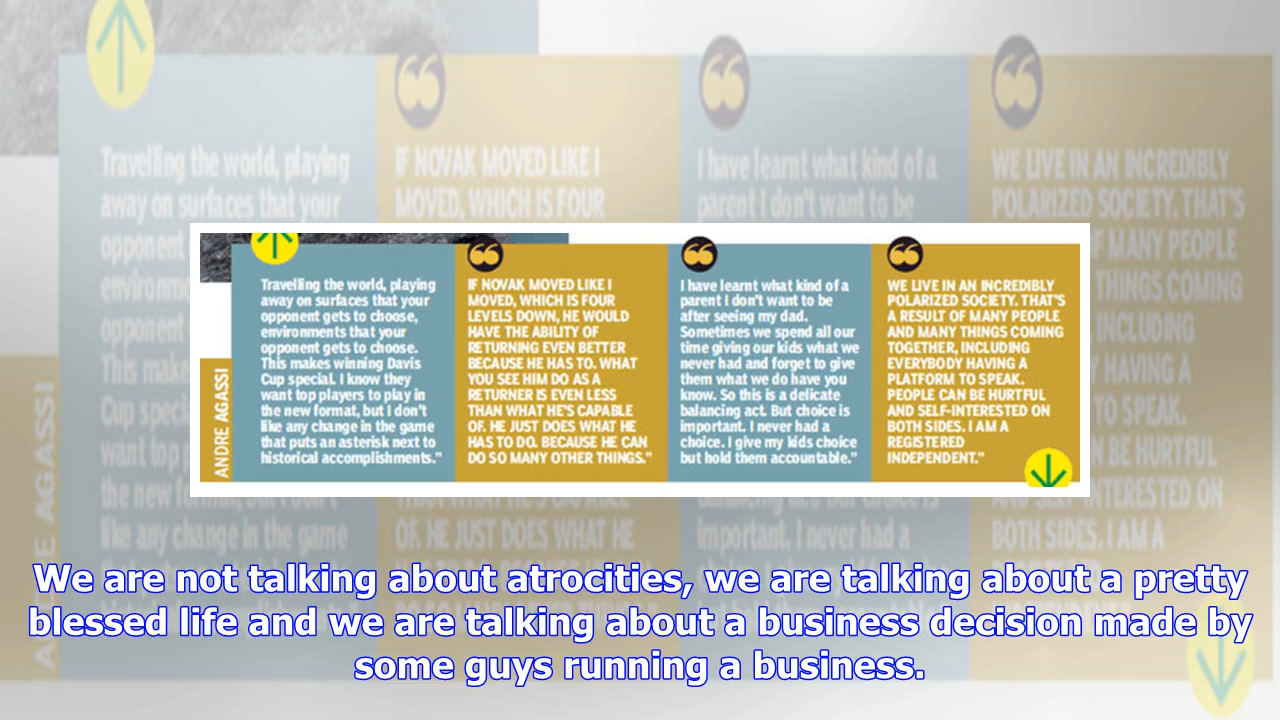 Travelling the world, playing
away on surfaces that your
opponent gets to choose,
environments that your
opponent gets to choose.
This makes winning Davis
Cup special. I know they
want top players to play in
the new format, but I don't
like any change in the game
that puts an asterisk next to
historical accomplishments."
IF NOVAK MOVED LIKE I
MOVED, WHICH IS FOUR
LEVELS DOWN, HE WOULD
HAVE THE ABILITY OF
RETURNING EVEN BETTER
BECAUSE HE HAS TO. WHAT
YOU SEE HIM DO AS A
RETURNER IS EVEN LESS
THAN WHAT HE'S CAPABLE
OF. HE JUST DOES WHAT HE
HAS TO DO. BECAUSE HE CAN
DO SO MANY OTHER THINGS."
I have learnt what kind of a
parent I don't want to be
after seeing my dad.
Sometimes we spend all our
time giving our kids what we
never had and forget to give
them what we do have you
know. So this is a delicate
balancing act. But choice is
important. I never had a
choice. I give my kids choice
but hold them accountable."
WE LIVE IN AN INCREDIBLY
POLARIZED SOCIETY. THAT'S
A RESULT OF MANY PEOPLE
AND MANY THINGS COMING
TOGETHER, INCLUDING
EVERYBODY HAVING A
PLATFORM TO SPEAK.
PEOPLE CAN BE HURTFUL
AND SELF-INTERESTED ON
BOTH SIDES. I AM A
REGISTERED
INDEPENDENT."
ANDRE AGASSI
We are not talking about atrocities, we are talking about a pretty
blessed life and we are talking about a business decision made by
some guys running a business.